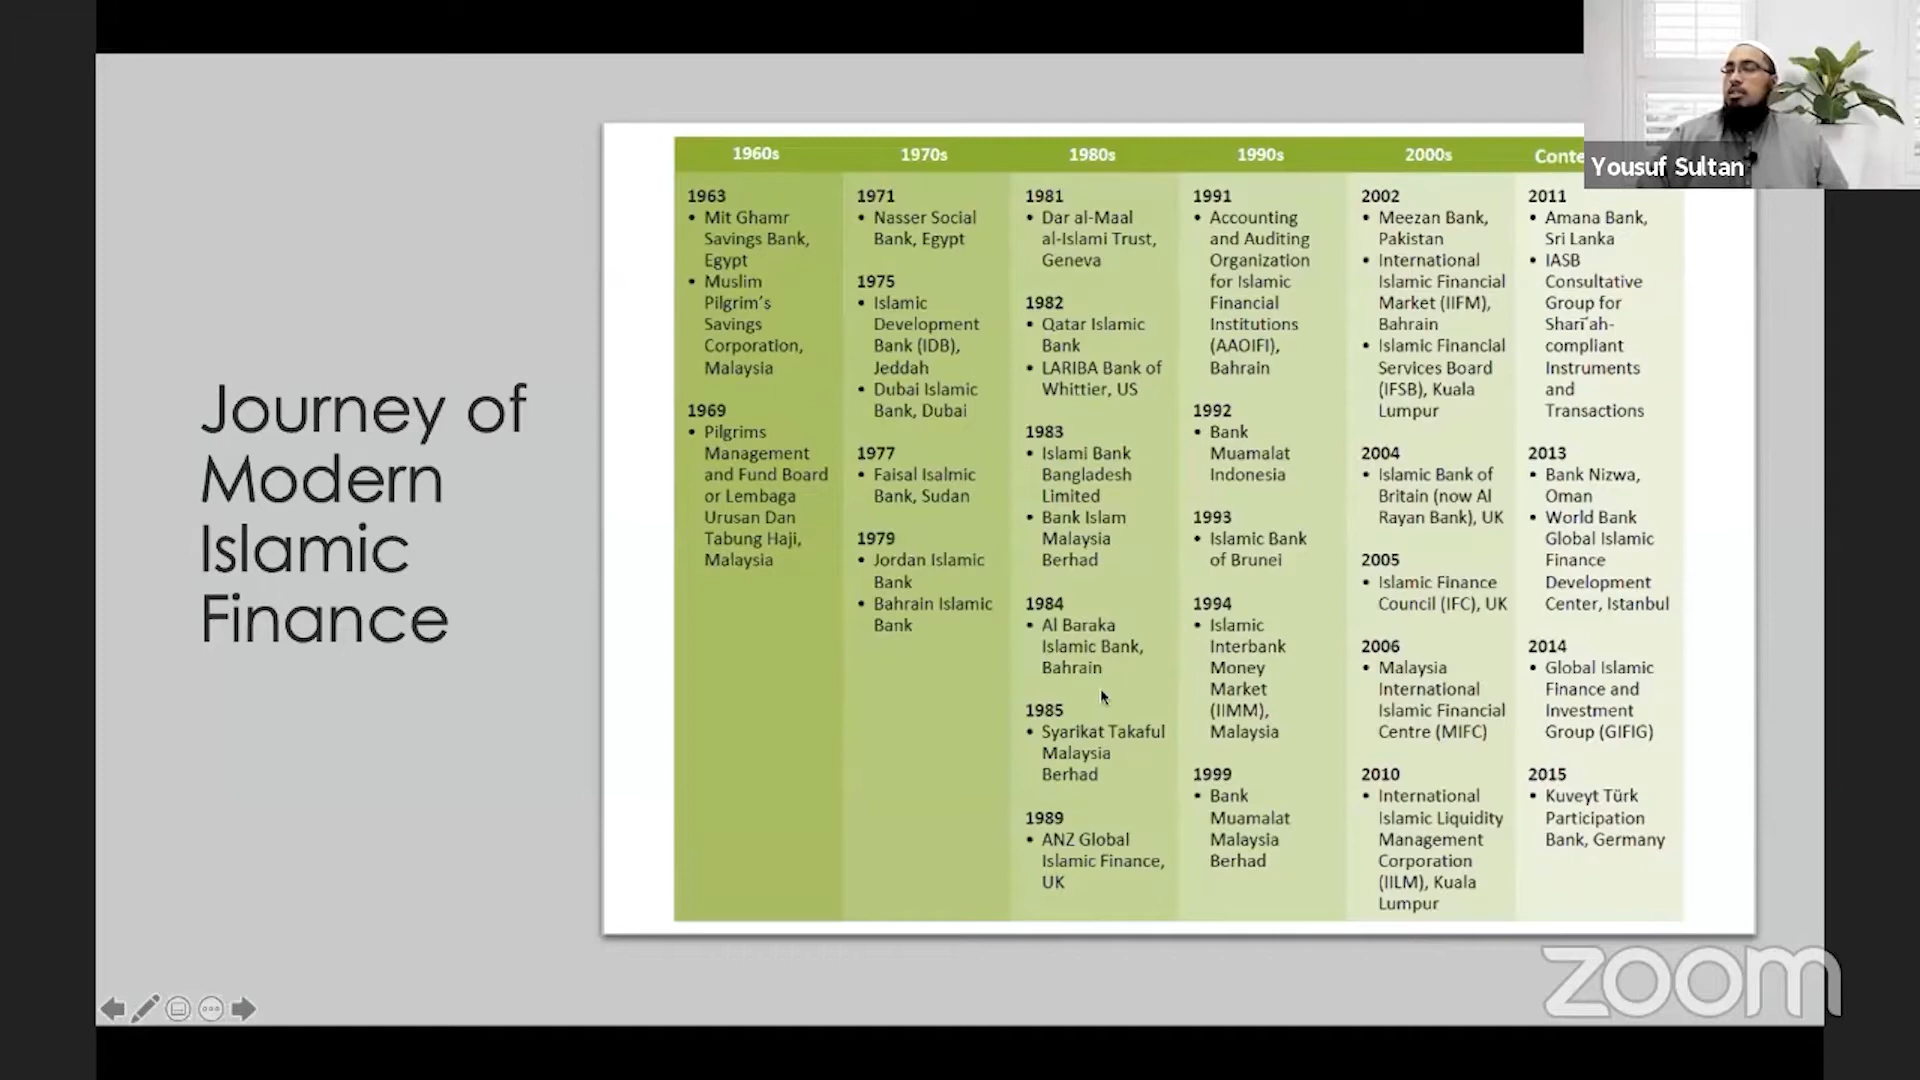 Yousuf Sultan
Journey of
Modern
Islamic
Finance
1960s
1963
• Mit Ghamr
Savings Bank,
Egypt
• Muslim
Pilgrim's
Savings
Corporation,
Malaysia
1969
• Pilgrims
Management
and Fund Board
or Lembaga
Urusan Dan
Tabung Haji,
Malaysia
1970s
1971
• Nasser Social
Bank, Egypt
1975
• Islamic
Development
Bank (IDB),
Jeddah
• Dubai Islamic
Bank, Dubai
1977
• Faisal Isalmic
Bank, Sudan
1979
• Jordan Islamic
Bank
• Bahrain Islamic
Bank
1980s
1981
• Dar al-Maal
al-Islami Trust,
Geneva
1982
• Qatar Islamic
Bank
• LARIBA Bank of
Whittier, US
1983
• Islami Bank
Bangladesh
Limited
• Bank Islam
Malaysia
Berhad
1984
• Al Baraka
Islamic Bank,
Bahrain
1985
• Syarikat Takaful
Malaysia
Berhad
1989
• ANZ Global
Islamic Finance,
UK
1990s
1991
• Accounting
and Auditing
Organization
for Islamic
Financial
Institutions
(AAOIFI),
Bahrain
1992
• Bank
Muamalat
Indonesia
1993
• Islamic Bank
of Brunei
1994
• Islamic
Interbank
Money
Market
(IIMM),
Malaysia
1999
• Bank
Muamalat
Malaysia
Berhad
2000s
2002
• Meezan Bank,
Pakistan
• International
Islamic Financial
Market (IIFM),
Bahrain
• Islamic Financial
Services Board
(IFSB), Kuala
Lumpur
2004
• Islamic Bank of
Britain (now Al
Rayan Bank), UK
2005
• Islamic Finance
Council (IFC), UK
2006
• Malaysia
International
Islamic Financial
Centre (MIFC)
2010
• International
Islamic Liquidity
Management
Corporation
(IILM), Kuala
Lumpur
Conte
2011
• Amana Bank,
Sri Lanka
• IASB
Consultative
Group for
Sharī'ah-
compliant
Instruments
and
Transactions
2013
• Bank Nizwa,
Oman
• World Bank
Global Islamic
Finance
Development
Center, Istanbul
2014
• Global Islamic
Finance and
Investment
Group (GIFIG)
2015
• Kuveyt Türk
Participation
Bank, Germany
zoom